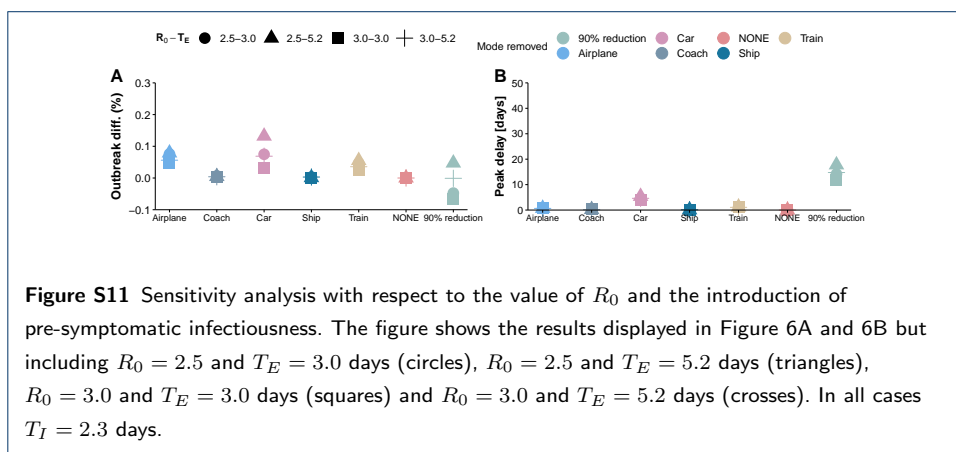 R₀ − T_E 2.5−3.0 2.5−5.2 3.0−3.0 3.0−5.2
Mode removed 90% reduction Car NONE Train
Airplane Coach Ship
A
Outbreak diff. (%)
0.3
0.2
0.1
0.0
−0.1
Airplane Coach Car Ship Train NONE 90% reduction
B
Peak delay [days]
50
40
30
20
10
0
Airplane Coach Car Ship Train NONE 90% reduction
Figure S11 Sensitivity analysis with respect to the value of R₀ and the introduction of
pre-symptomatic infectiousness. The figure shows the results displayed in Figure 6A and 6B but
including R₀ = 2.5 and T_E = 3.0 days (circles), R₀ = 2.5 and T_E = 5.2 days (triangles),
R₀ = 3.0 and T_E = 3.0 days (squares) and R₀ = 3.0 and T_E = 5.2 days (crosses). In all cases
T_I = 2.3 days.